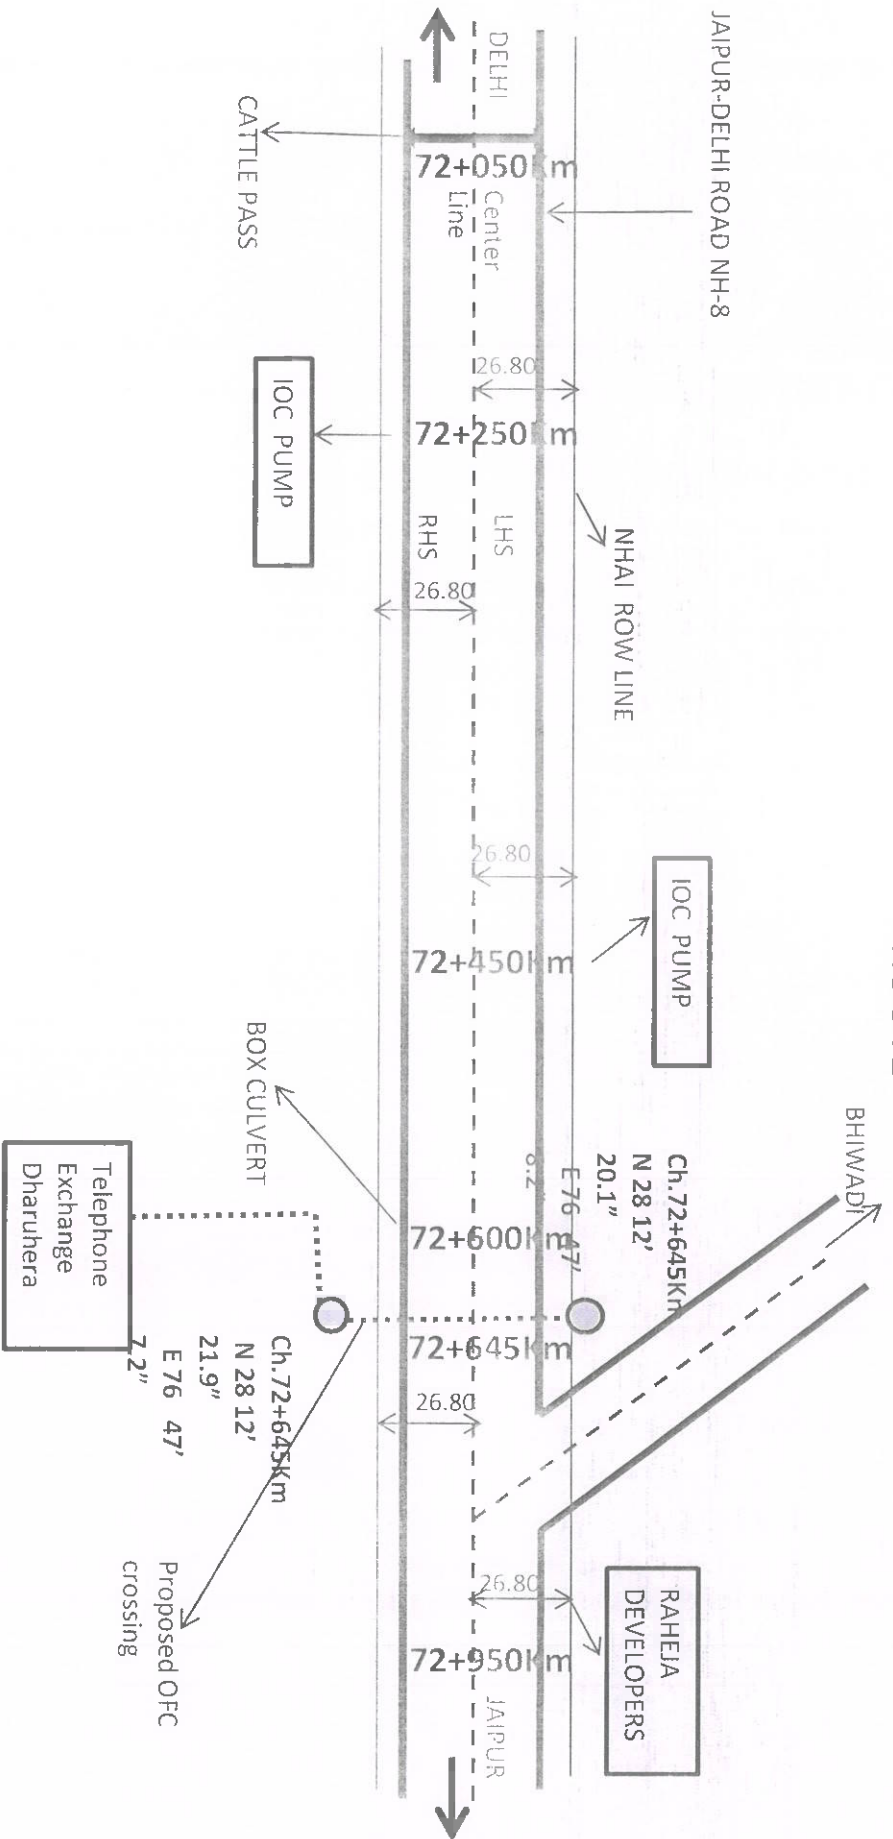 JAIPUR-DELHI ROAD NH-8
NHAI ROW LINE
IOC PUMP
BHIWADI
Ch.72+645Km
N 28 12'
20.1"
E 76 47'
8.2"
RAHEJA
DEVELOPERS
DELHI
Center
Line
LHS
RHS
JAIPUR
26.80
26.80
26.80
26.80
26.80
72+050Km
72+250Km
72+450Km
72+600Km
72+645Km
72+950Km
CATTLE PASS
IOC PUMP
BOX CULVERT
Telephone
Exchange
Dharuhera
Ch.72+645Km
N 28 12'
21.9"
E 76 47'
7.2"
Proposed OFC
crossing